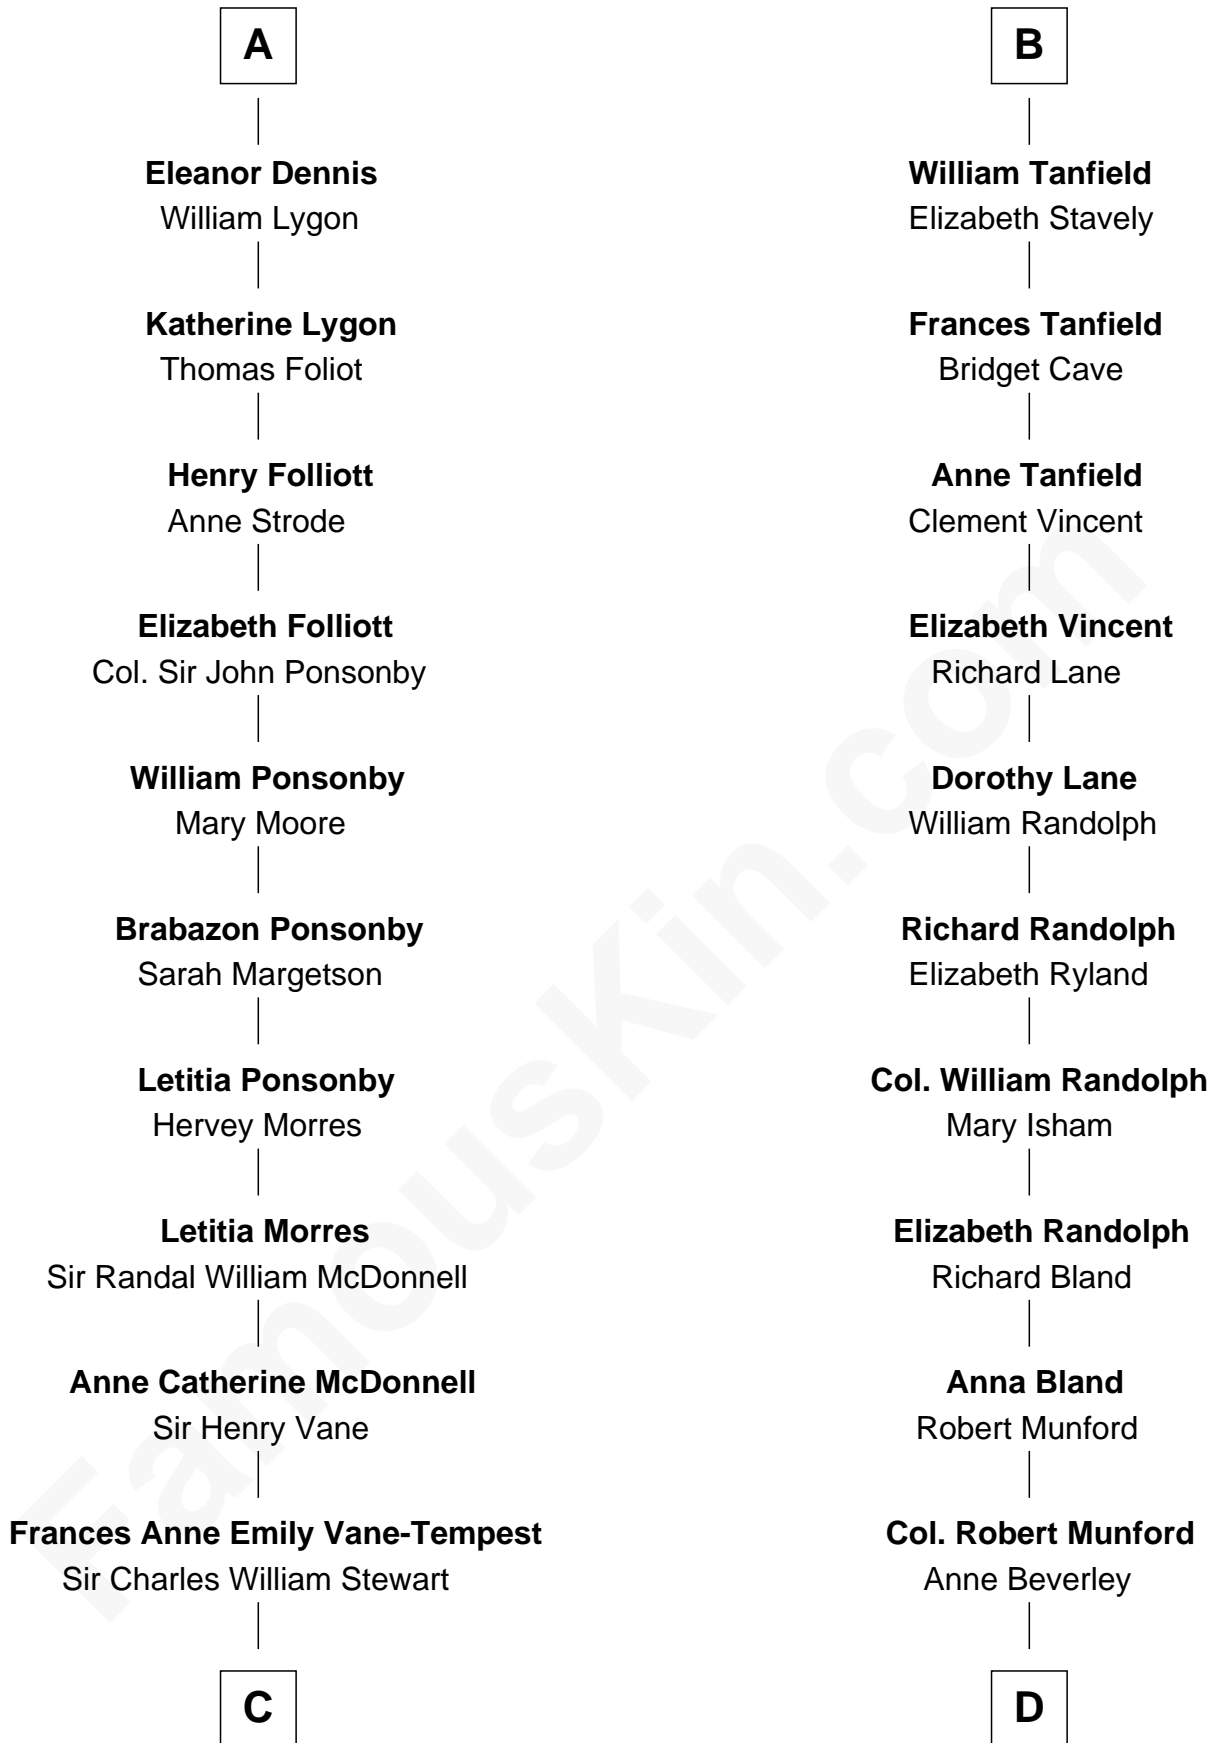 A
Eleanor Dennis
William Lygon
Katherine Lygon
Thomas Foliot
Henry Folliott
Anne Strode
Elizabeth Folliott
Col. Sir John Ponsonby
William Ponsonby
Mary Moore
Brabazon Ponsonby
Sarah Margetson
Letitia Ponsonby
Hervey Morres
Letitia Morres
Sir Randal William McDonnell
Anne Catherine McDonnell
Sir Henry Vane
Frances Anne Emily Vane-Tempest
Sir Charles William Stewart
C
B
William Tanfield
Elizabeth Stavely
Frances Tanfield
Bridget Cave
Anne Tanfield
Clement Vincent
Elizabeth Vincent
Richard Lane
Dorothy Lane
William Randolph
Richard Randolph
Elizabeth Ryland
Col. William Randolph
Mary Isham
Elizabeth Randolph
Richard Bland
Anna Bland
Robert Munford
Col. Robert Munford
Anne Beverley
D
FamousKin.com